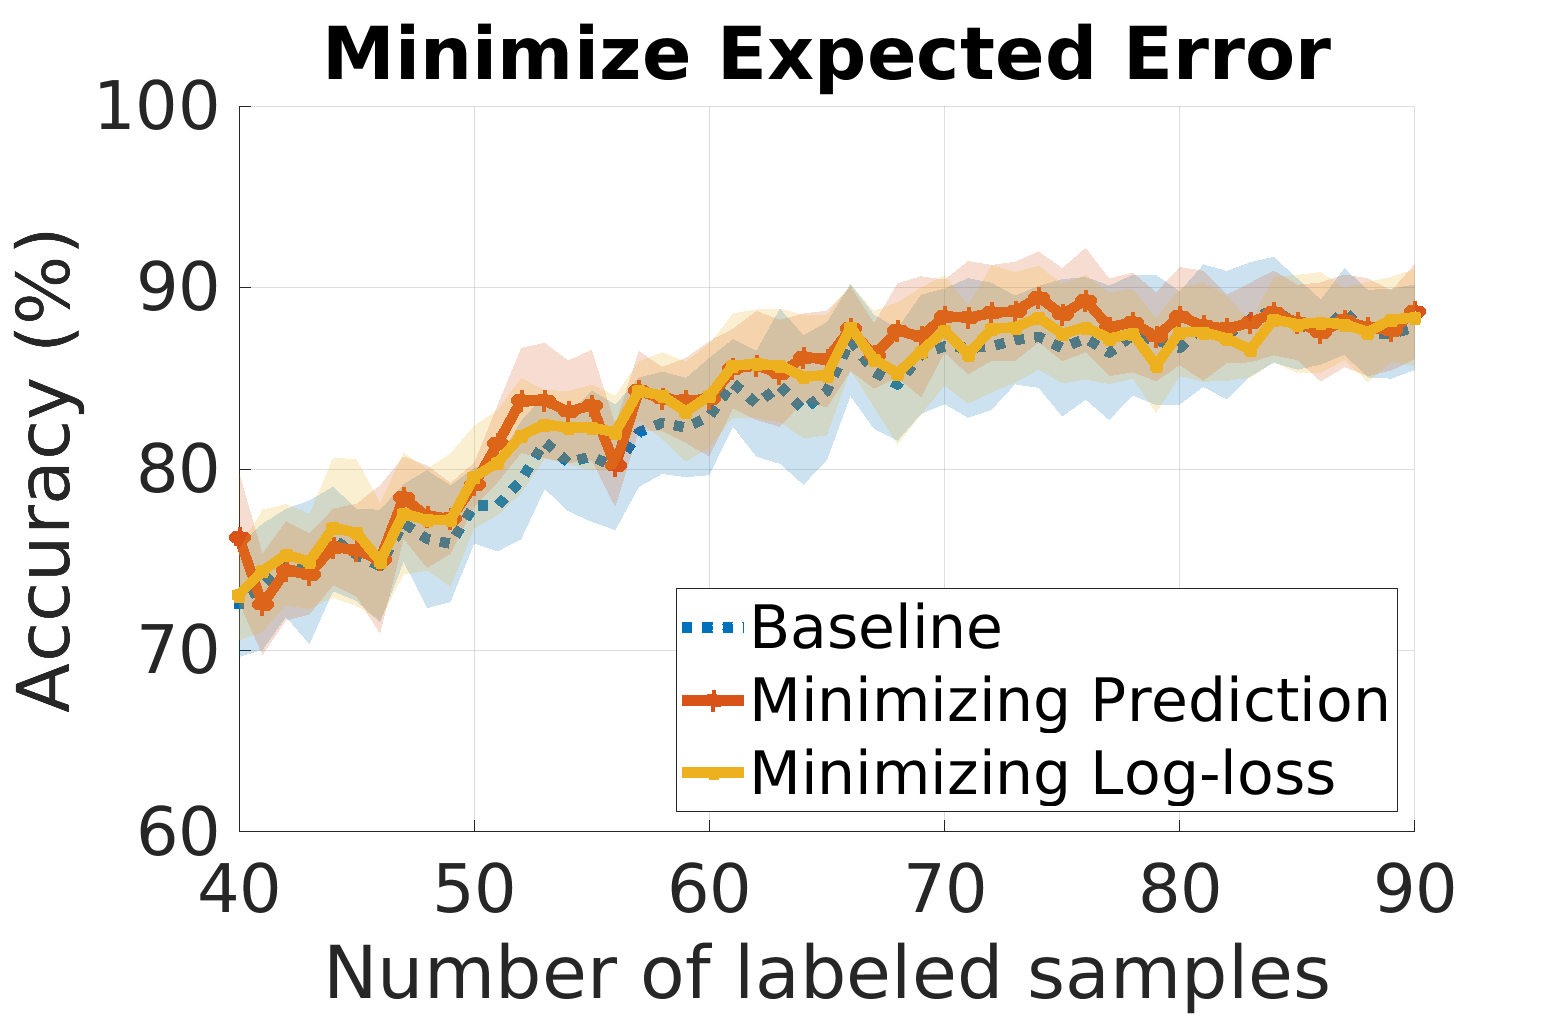 Minimize Expected Error
Accuracy (%)
100
90
80
70
60
Baseline
Minimizing Prediction
Minimizing Log-loss
40 50 60 70 80 90
Number of labeled samples